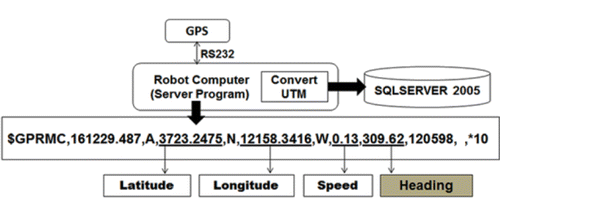 GPS
RS232
Robot Computer
(Server Program)
Convert
UTM
SQLSERVER 2005
$GPRMC,161229.487,A,3723.2475,N,12158.3416,W,0.13,309.62,120598, ,*10
Latitude
Longitude
Speed
Heading